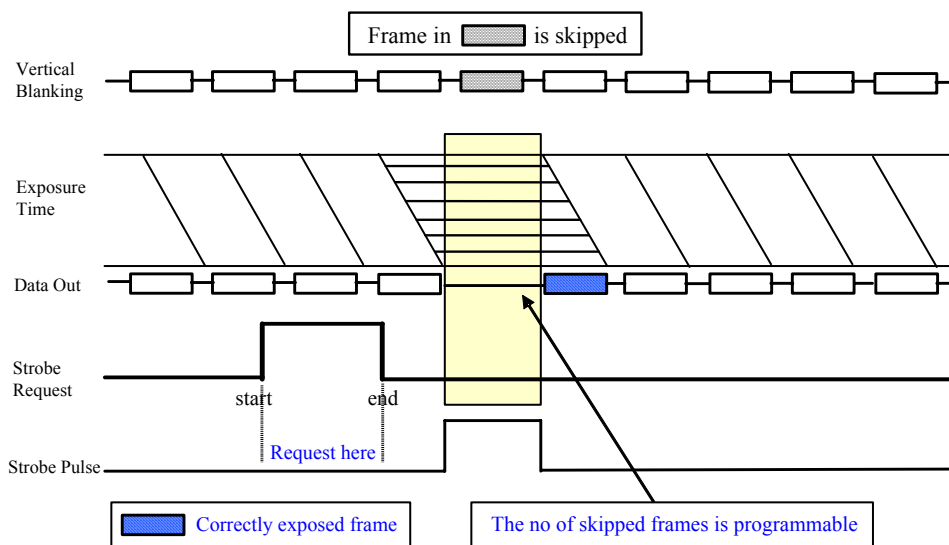 Frame in is skipped
Vertical
Blanking
Exposure
Time
Data Out
Strobe
Request
start
end
Request here
Strobe Pulse
Correctly exposed frame
The no of skipped frames is programmable